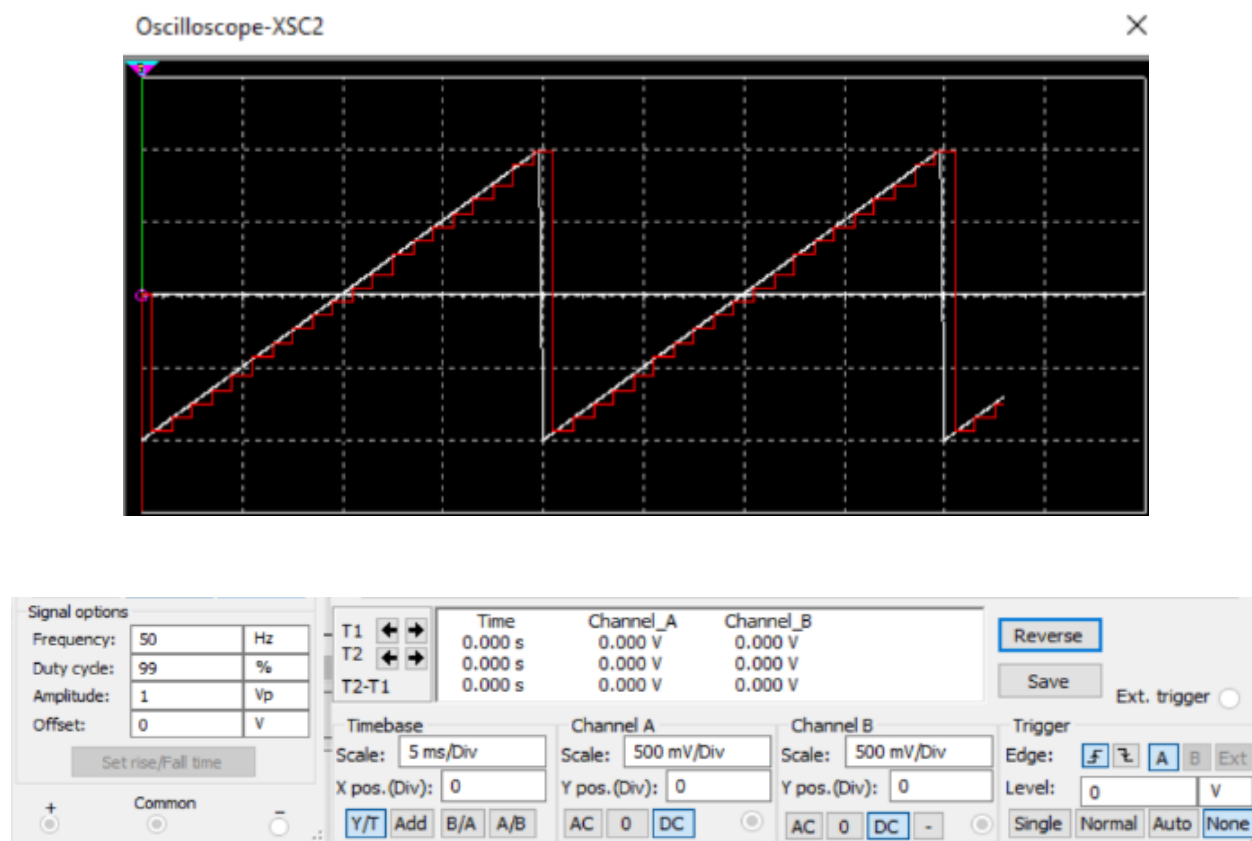 Oscilloscope-XSC2
Signal options
Frequency: 50 Hz
Duty cycle: 99 %
Amplitude: 1 Vp
Offset: 0 V
Set rise/Fall time
+ Common -
T1
T2
T2-T1
Time Channel_A Channel_B
0.000 s 0.000 V 0.000 V
0.000 s 0.000 V 0.000 V
0.000 s 0.000 V 0.000 V
Reverse
Save
Ext. trigger
Timebase
Scale: 5 ms/Div
X pos.(Div): 0
Y/T Add B/A A/B
Channel A
Scale: 500 mV/Div
Y pos.(Div): 0
AC 0 DC
Channel B
Scale: 500 mV/Div
Y pos.(Div): 0
AC 0 DC -
Trigger
Edge: A B Ext
Level: 0 V
Single Normal Auto None